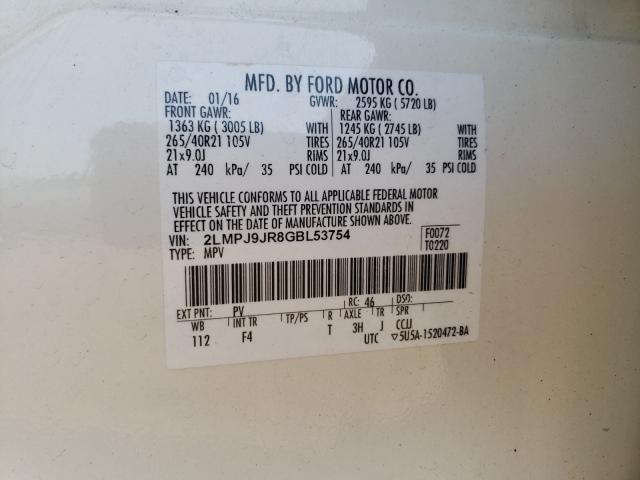 MFD. BY FORD MOTOR CO.
DATE: 01/16 GVWR: 2595 KG ( 5720 LB)
FRONT GAWR: REAR GAWR:
1363 KG ( 3005 LB) WITH 1245 KG ( 2745 LB) WITH
265/40R21 105V TIRES 265/40R21 105V TIRES
21x9.0J RIMS 21x9.0J RIMS
AT 240 kPa/ 35 PSI COLD AT 240 kPa/ 35 PSI COLD
THIS VEHICLE CONFORMS TO ALL APPLICABLE FEDERAL MOTOR
VEHICLE SAFETY AND THEFT PREVENTION STANDARDS IN
EFFECT ON THE DATE OF MANUFACTURE SHOWN ABOVE.
VIN: 2LMPJ9JR8GBL53754 F0072
TYPE: MPV T0220
EXT PNT: PV RC: 46 DSO:
WB INT TR TP/PS R AXLE TR SPR
112 F4 T 3H J CCJJ
UTC ▽5U5A-1520472-BA